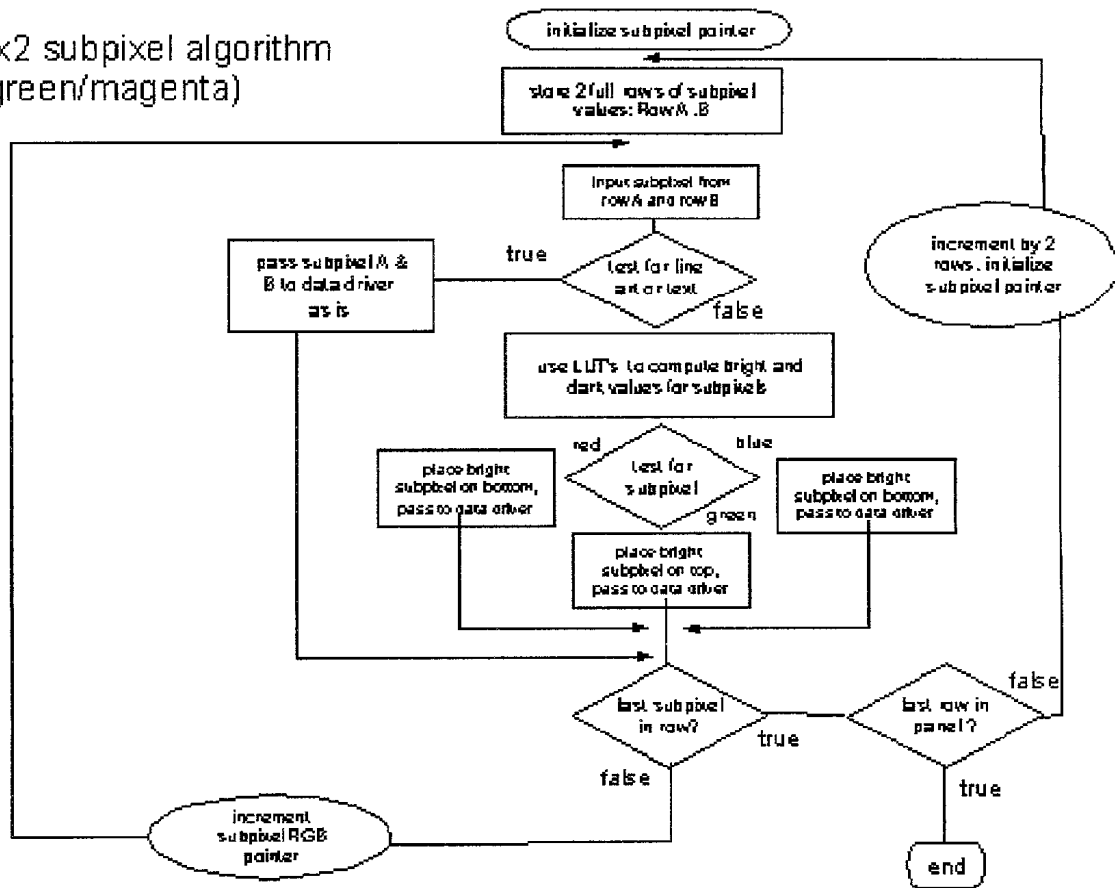 x2 subpixel algorithm
green/magenta)
initialize subpixel pointer
store 2 full rows of subpixel
values: Row A ,B
Input subpixel from
row A and row B
test for line
art or text
true
false
pass subpixel A &
B to data driver
as is
use LUT's to compute bright and
dark values for subpixels
test for
subpixel
red
blue
green
place bright
subpixel on bottom,
pass to data driver
place bright
subpixel on top,
pass to data driver
place bright
subpixel on bottom,
pass to data driver
last subpixel
in row?
true
false
last row in
panel?
false
true
increment by 2
rows, initialize
subpixel pointer
increment
subpixel RGB
pointer
end